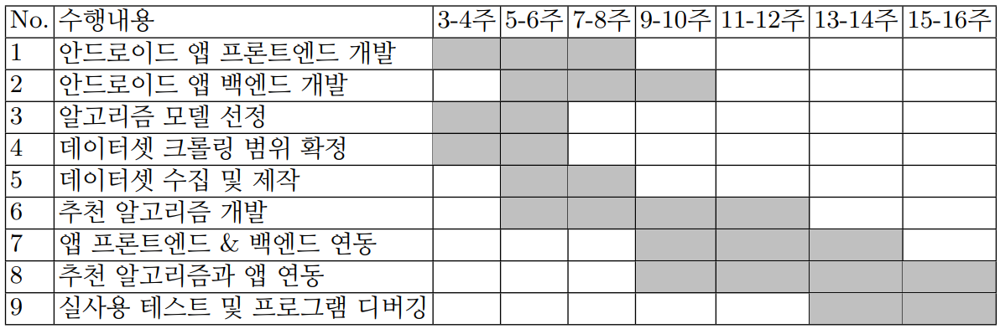 No. 수행내용 3-4주 5-6주 7-8주 9-10주 11-12주 13-14주 15-16주
1 안드로이드 앱 프론트엔드 개발
2 안드로이드 앱 백엔드 개발
3 알고리즘 모델 선정
4 데이터셋 크롤링 범위 확정
5 데이터셋 수집 및 제작
6 추천 알고리즘 개발
7 앱 프론트엔드 & 백엔드 연동
8 추천 알고리즘과 앱 연동
9 실사용 테스트 및 프로그램 디버깅